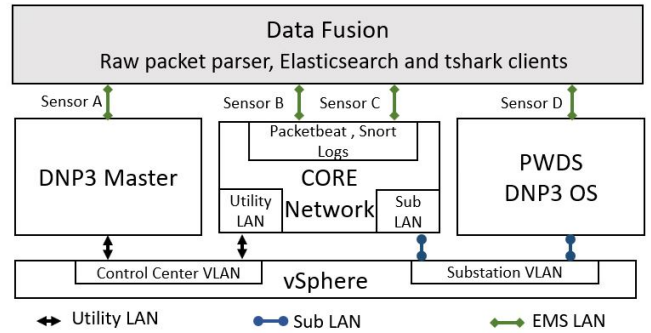 Data Fusion
Raw packet parser, Elasticsearch and tshark clients
Sensor A
Sensor B
Sensor C
Sensor D
DNP3 Master
Packetbeat , Snort
Logs
CORE
Network
Utility
LAN
Sub
LAN
PWDS
DNP3 OS
Control Center VLAN
vSphere
Substation VLAN
Utility LAN
Sub LAN
EMS LAN